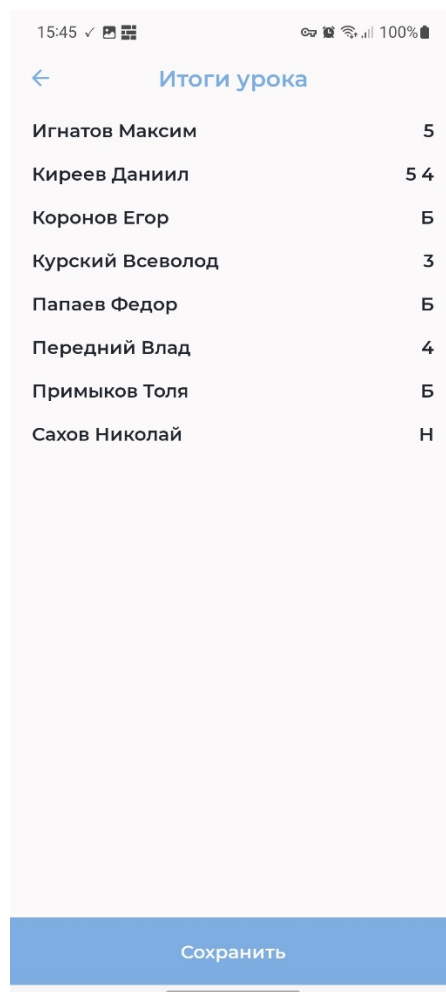 15:45 100%
Итоги урока
Игнатов Максим 5
Киреев Даниил 5 4
Коронов Егор Б
Курский Всеволод 3
Папаев Федор Б
Передний Влад 4
Примыков Толя Б
Сахов Николай Н
Сохранить